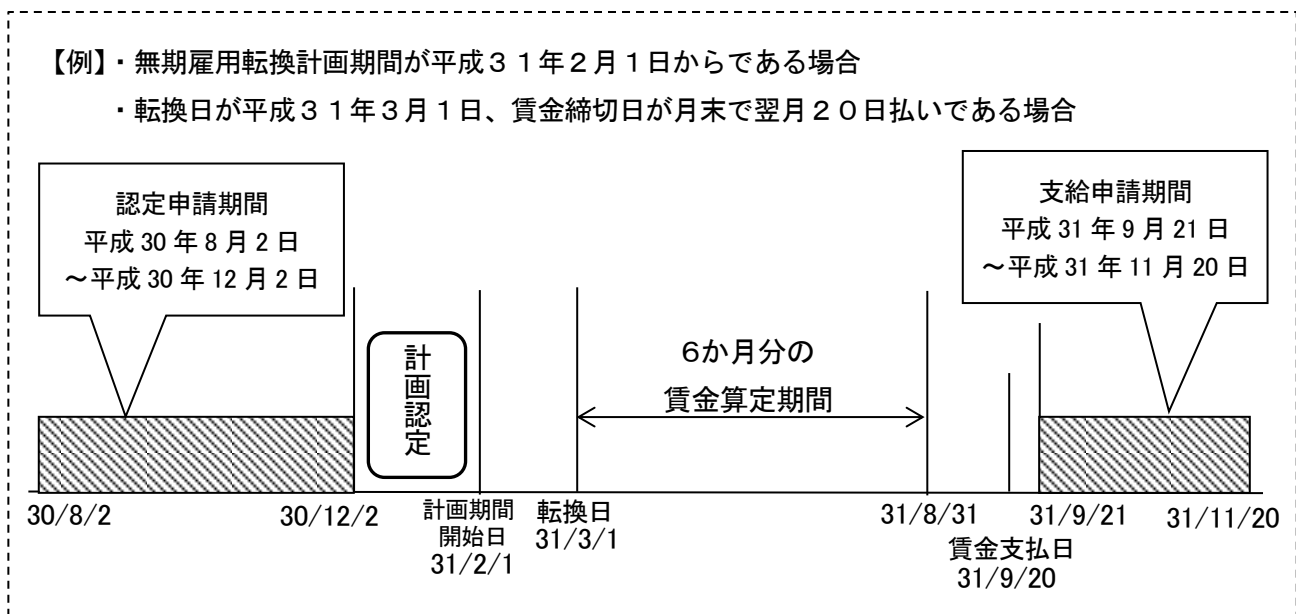 【例】・無期雇用転換計画期間が平成３１年２月１日からである場合
・転換日が平成３１年３月１日、賃金締切日が月末で翌月２０日払いである場合
認定申請期間
平成 30 年 8 月 2 日
～平成 30 年 12 月 2 日
支給申請期間
平成 31 年 9 月 21 日
～平成 31 年 11 月 20 日
計画認定
６か月分の
賃金算定期間
30/8/2
30/12/2
計画期間
開始日
31/2/1
転換日
31/3/1
31/8/31
賃金支払日
31/9/20
31/9/21
31/11/20